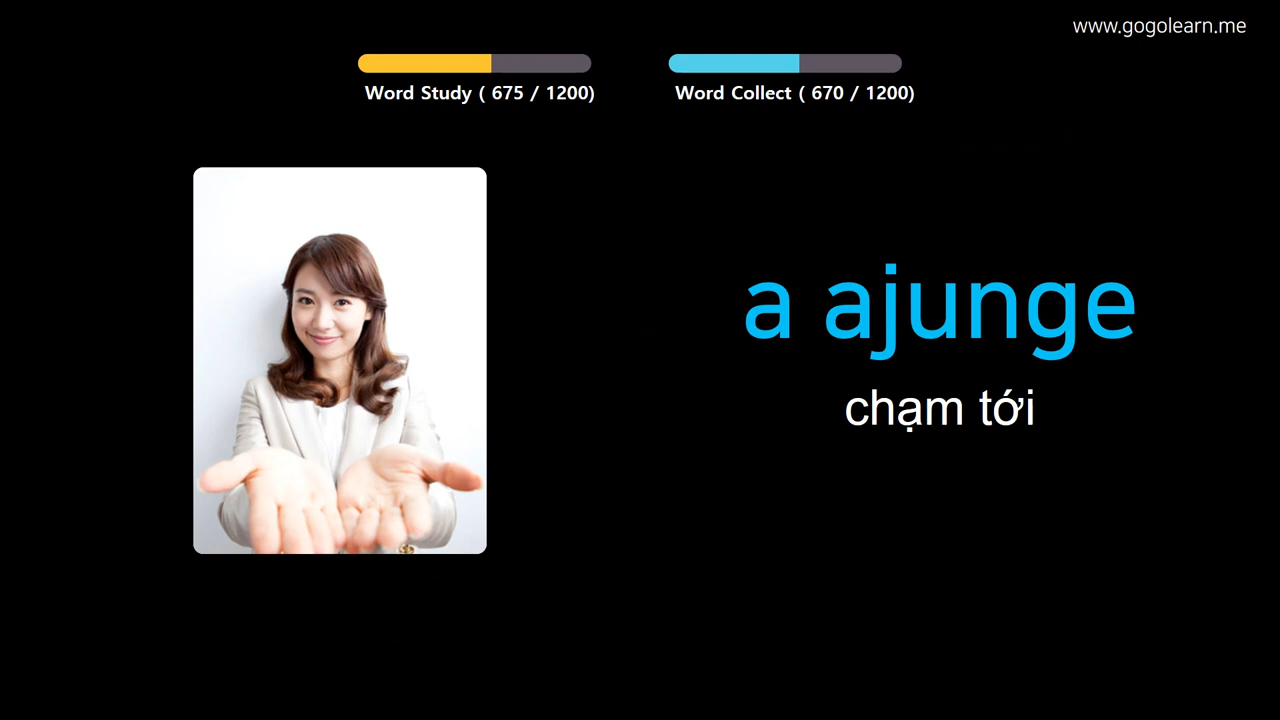 www.gogolearn.me
Word Study ( 675 / 1200)
Word Collect ( 670 / 1200)
a ajunge
chạm tới